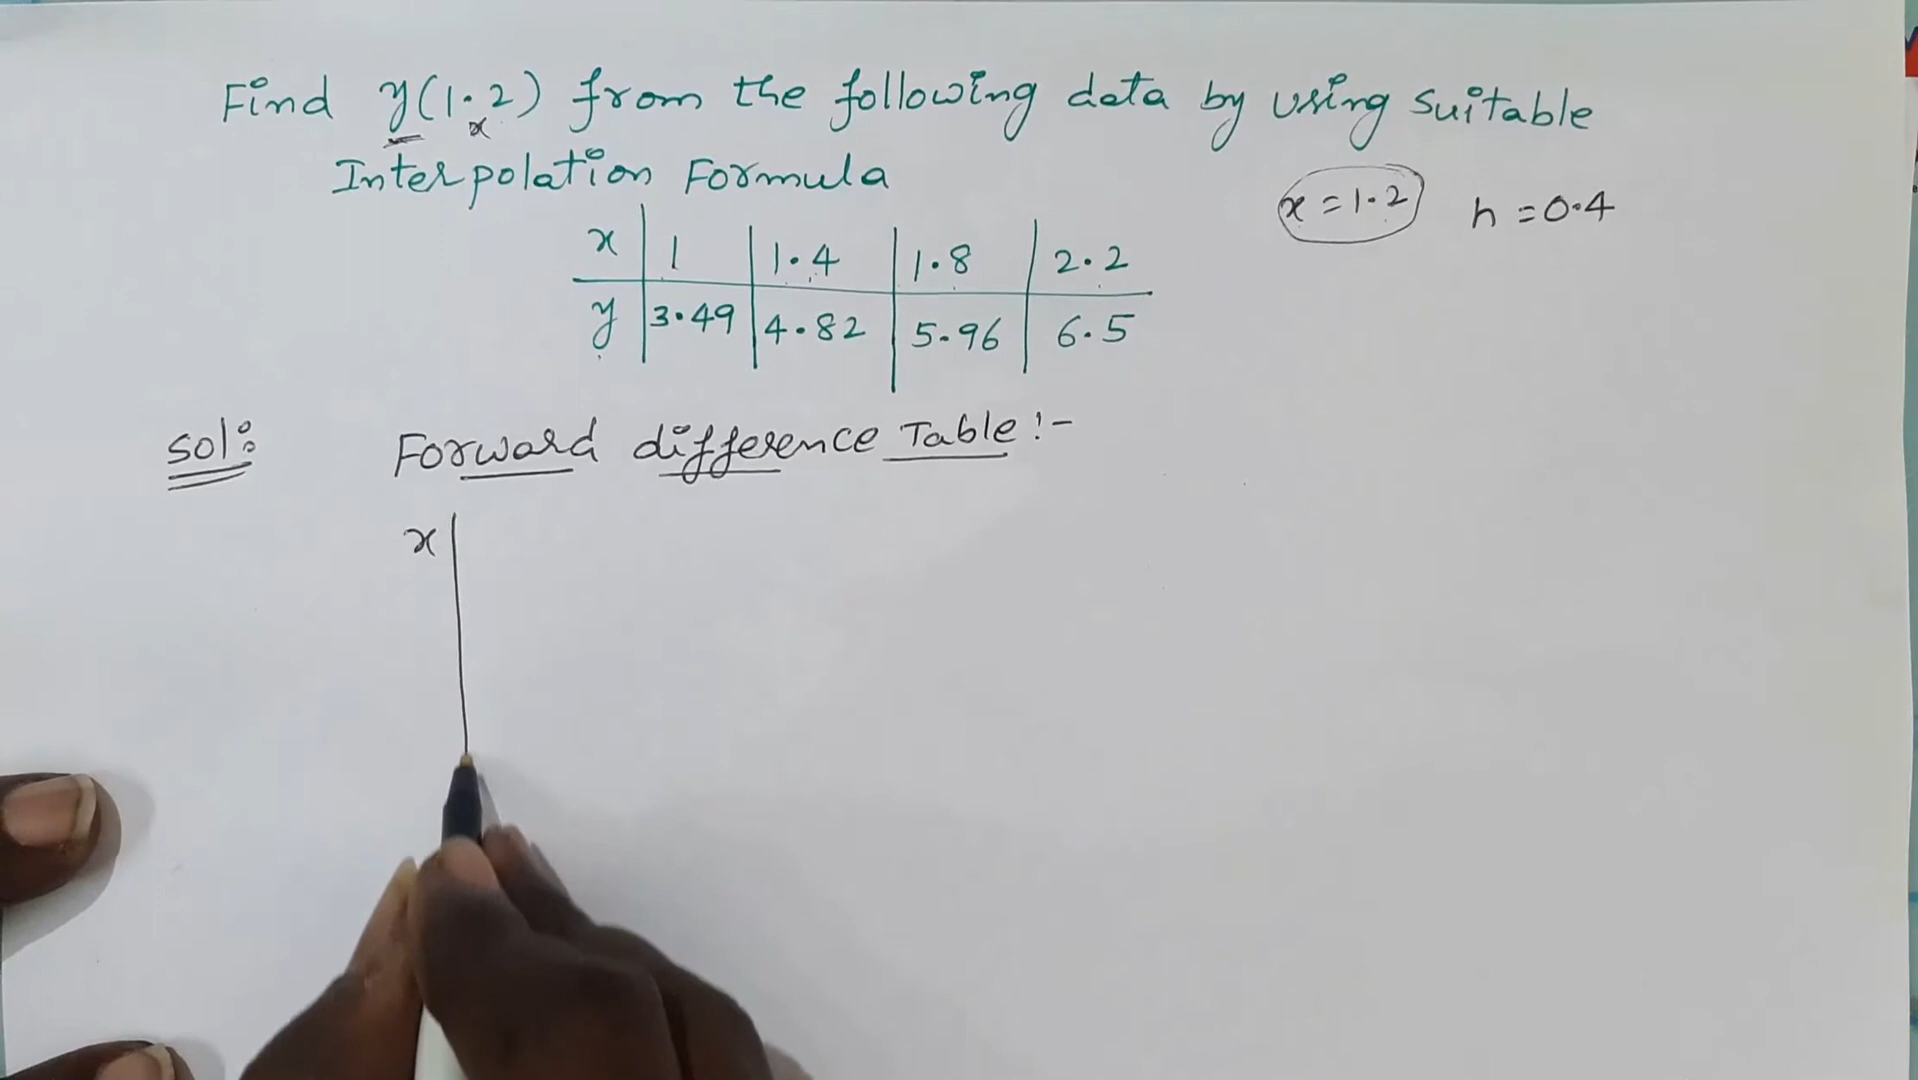 Find y(1.2) from the following data by using suitable
x
Interpolation Formula
x = 1.2 h = 0.4
x 1 1.4 1.8 2.2
y 3.49 4.82 5.96 6.5
Sol: Forward difference Table :-
x